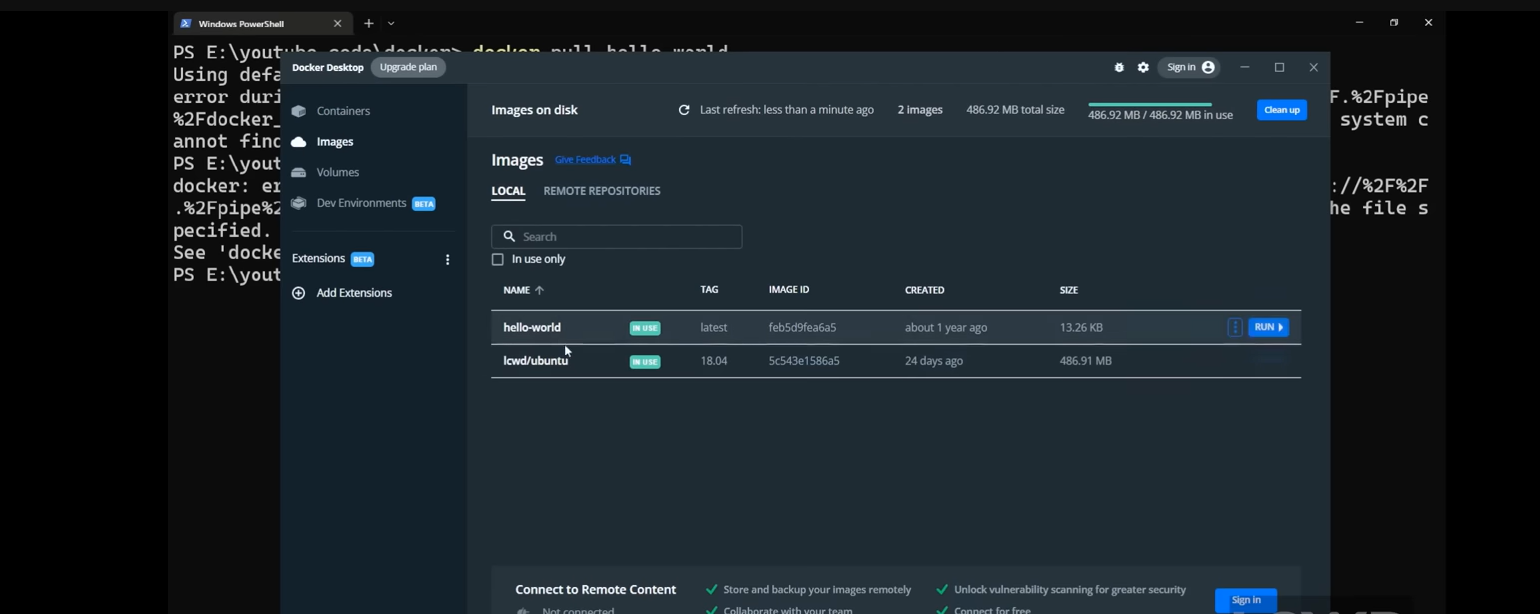 Windows PowerShell
PS E:\youtube code\docker> docker pull hello-world
Using defa
error duri
%2Fdocker_
annot find
PS E:\yout
docker: er
.%2Fpipe%2
pecified.
See 'docke
PS E:\yout
F.%2Fpipe
system c
://%2F%2F
he file s
Docker Desktop Upgrade plan
Sign in
Containers
Images
Volumes
Dev Environments BETA
Extensions BETA
Add Extensions
Images on disk Last refresh: less than a minute ago 2 images 486.92 MB total size 486.92 MB / 486.92 MB in use Clean up
Images Give Feedback
LOCAL REMOTE REPOSITORIES
Search
In use only
NAME TAG IMAGE ID CREATED SIZE
hello-world IN USE latest feb5d9fea6a5 about 1 year ago 13.26 KB RUN
lcwd/ubuntu IN USE 18.04 5c543e1586a5 24 days ago 486.91 MB
Connect to Remote Content Store and backup your images remotely Unlock vulnerability scanning for greater security Sign in
Not connected Collaborate with your team Connect for free